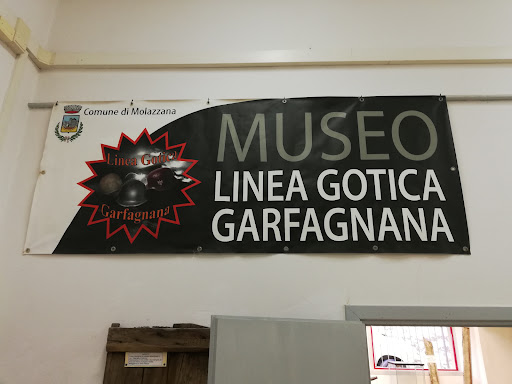 Comune di Molazzana
Linea Gotica
Garfagnana
MUSEO
LINEA GOTICA
GARFAGNANA